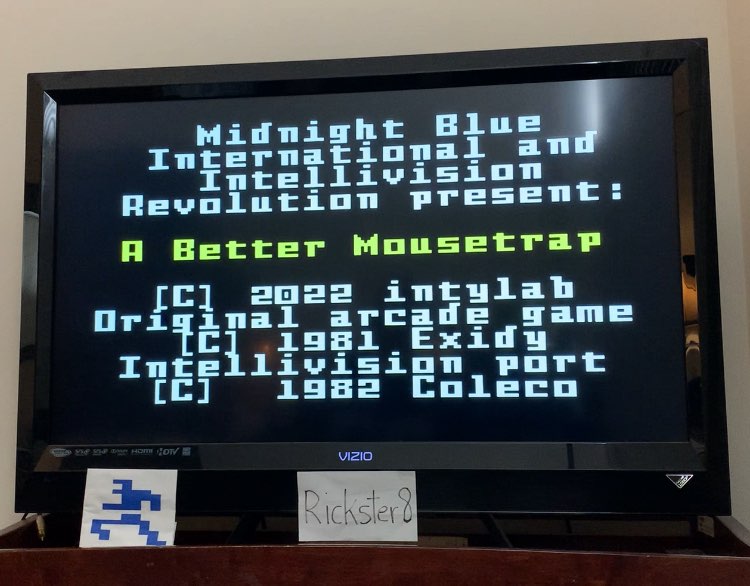 Midnight Blue
International and
Intellivision
Revolution present:
A Better Mousetrap
[C] 2022 intylab
Original arcade game
[C] 1981 Exidy
Intellivision port
[C] 1982 Coleco
HDMI
VIZIO
Rickster8